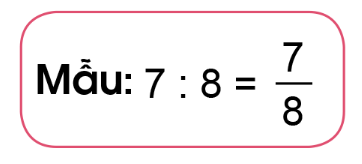 Mẫu: 7 : 8 = 7/8